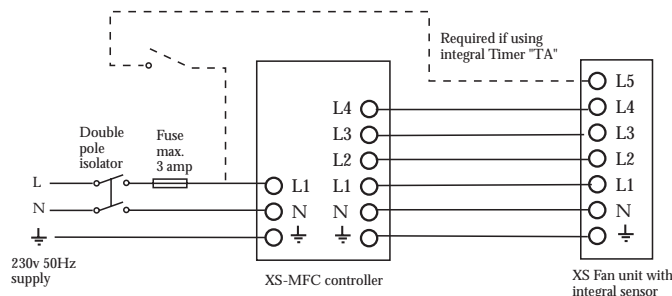 Required if using
integral Timer "TA"
L5
L4
L4
L3
L3
Double
pole
isolator
Fuse
max.
3 amp
L2
L2
L
L1
L1
L1
N
N
N
N
230v 50Hz
supply
XS-MFC controller
XS Fan unit with
integral sensor